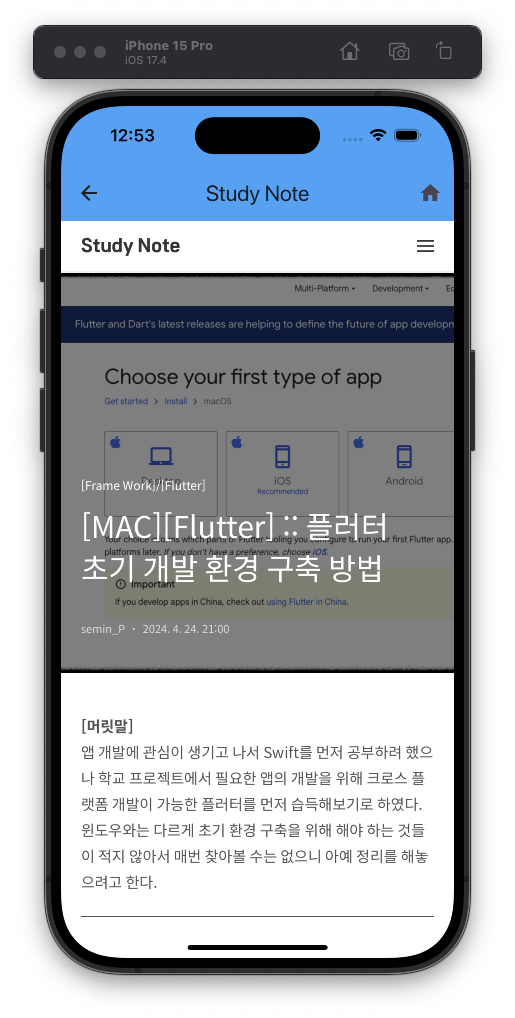 iPhone 15 Pro
iOS 17.4
12:53
Study Note
Study Note
Multi-Platform Development
Flutter and Dart's latest releases are helping to define the future of app
Choose your first type of app
Get started > Install > macOS
Desktop iOS Android
Recommended
[Frame Work]/[Flutter]
[MAC][Flutter] :: 플러터
초기 개발 환경 구축 방법
Your choice which parts of Flutter tooling you configure to run your first Flutter app.
platforms later. If you don't have a preference, choose iOS.
Important
If you develop apps in China, check out using Flutter in China.
semin_P · 2024. 4. 24. 21:00
[머릿말]
앱 개발에 관심이 생기고 나서 Swift를 먼저 공부하려 했으
나 학교 프로젝트에서 필요한 앱의 개발을 위해 크로스 플
랫폼 개발이 가능한 플러터를 먼저 습득해보기로 하였다.
윈도우와는 다르게 초기 환경 구축을 위해 해야 하는 것들
이 적지 않아서 매번 찾아볼 수는 없으니 아예 정리를 해놓
으려고 한다.